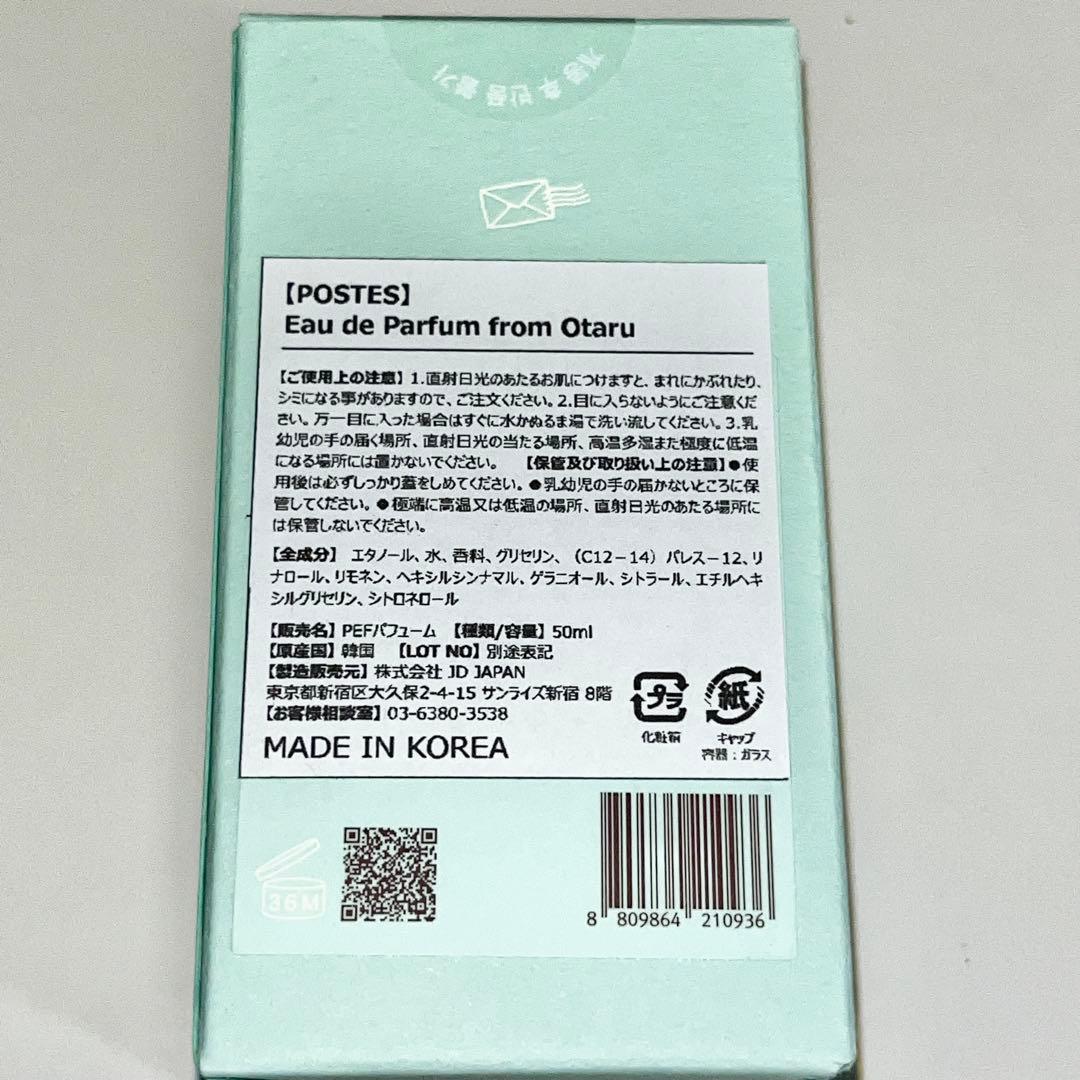 개봉 후 반품 불가
【POSTES】
Eau de Parfum from Otaru
【ご使用上の注意】1.直射日光のあたるお肌につけますと、まれにかぶれたり、
シミになる事がありますので、ご注文ください。2.目に入らないようにご注意くだ
さい。万一目に入った場合はすぐに水かぬるま湯で洗い流してください。3.乳
幼児の手の届く場所、直射日光の当たる場所、高温多湿また極度に低温
になる場所には置かないでください。 【保管及び取り扱い上の注意】●使
用後は必ずしっかり蓋をしめてください。●乳幼児の手の届かないところに保
管してください。●極端に高温又は低温の場所、直射日光のあたる場所に
は保管しないでください。
【全成分】 エタノール、水、香料、グリセリン、(C12-14)パレス-12、リ
ナロール、リモネン、ヘキシルシンナマル、ゲラニオール、シトラール、エチルヘキ
シルグリセリン、シトロネロール
【販売名】PEFパフューム 【種類/容量】50ml
【原産国】韓国 【LOT NO】別途表記
【製造販売元】株式会社 JD JAPAN
東京都新宿区大久保2-4-15 サンライズ新宿 8階
【お客様相談室】03-6380-3538
MADE IN KOREA
プラ
化粧箱
紙
キャップ
容器:ガラス
36M
8 809864 210936